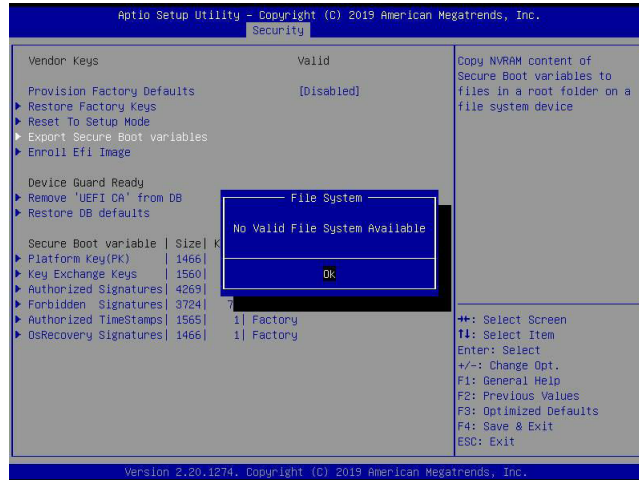 Aptio Setup Utility – Copyright (C) 2019 American Megatrends, Inc.
Security
Vendor Keys Valid
Provision Factory Defaults [Disabled]
Restore Factory Keys
Reset To Setup Mode
Export Secure Boot variables
Enroll Efi Image
Device Guard Ready
Remove 'UEFI CA' from DB
Restore DB defaults
Secure Boot variable | Size| K
Platform Key(PK) | 1466|
Key Exchange Keys | 1560|
Authorized Signatures| 4269|
Forbidden Signatures| 3724| 7
Authorized TimeStamps| 1565| 1| Factory
OsRecovery Signatures| 1466| 1| Factory
File System
No Valid File System Available
Ok
Copy NVRAM content of
Secure Boot variables to
files in a root folder on a
file system device
→←: Select Screen
↑↓: Select Item
Enter: Select
+/-: Change Opt.
F1: General Help
F2: Previous Values
F3: Optimized Defaults
F4: Save & Exit
ESC: Exit
Version 2.20.1274. Copyright (C) 2019 American Megatrends, Inc.